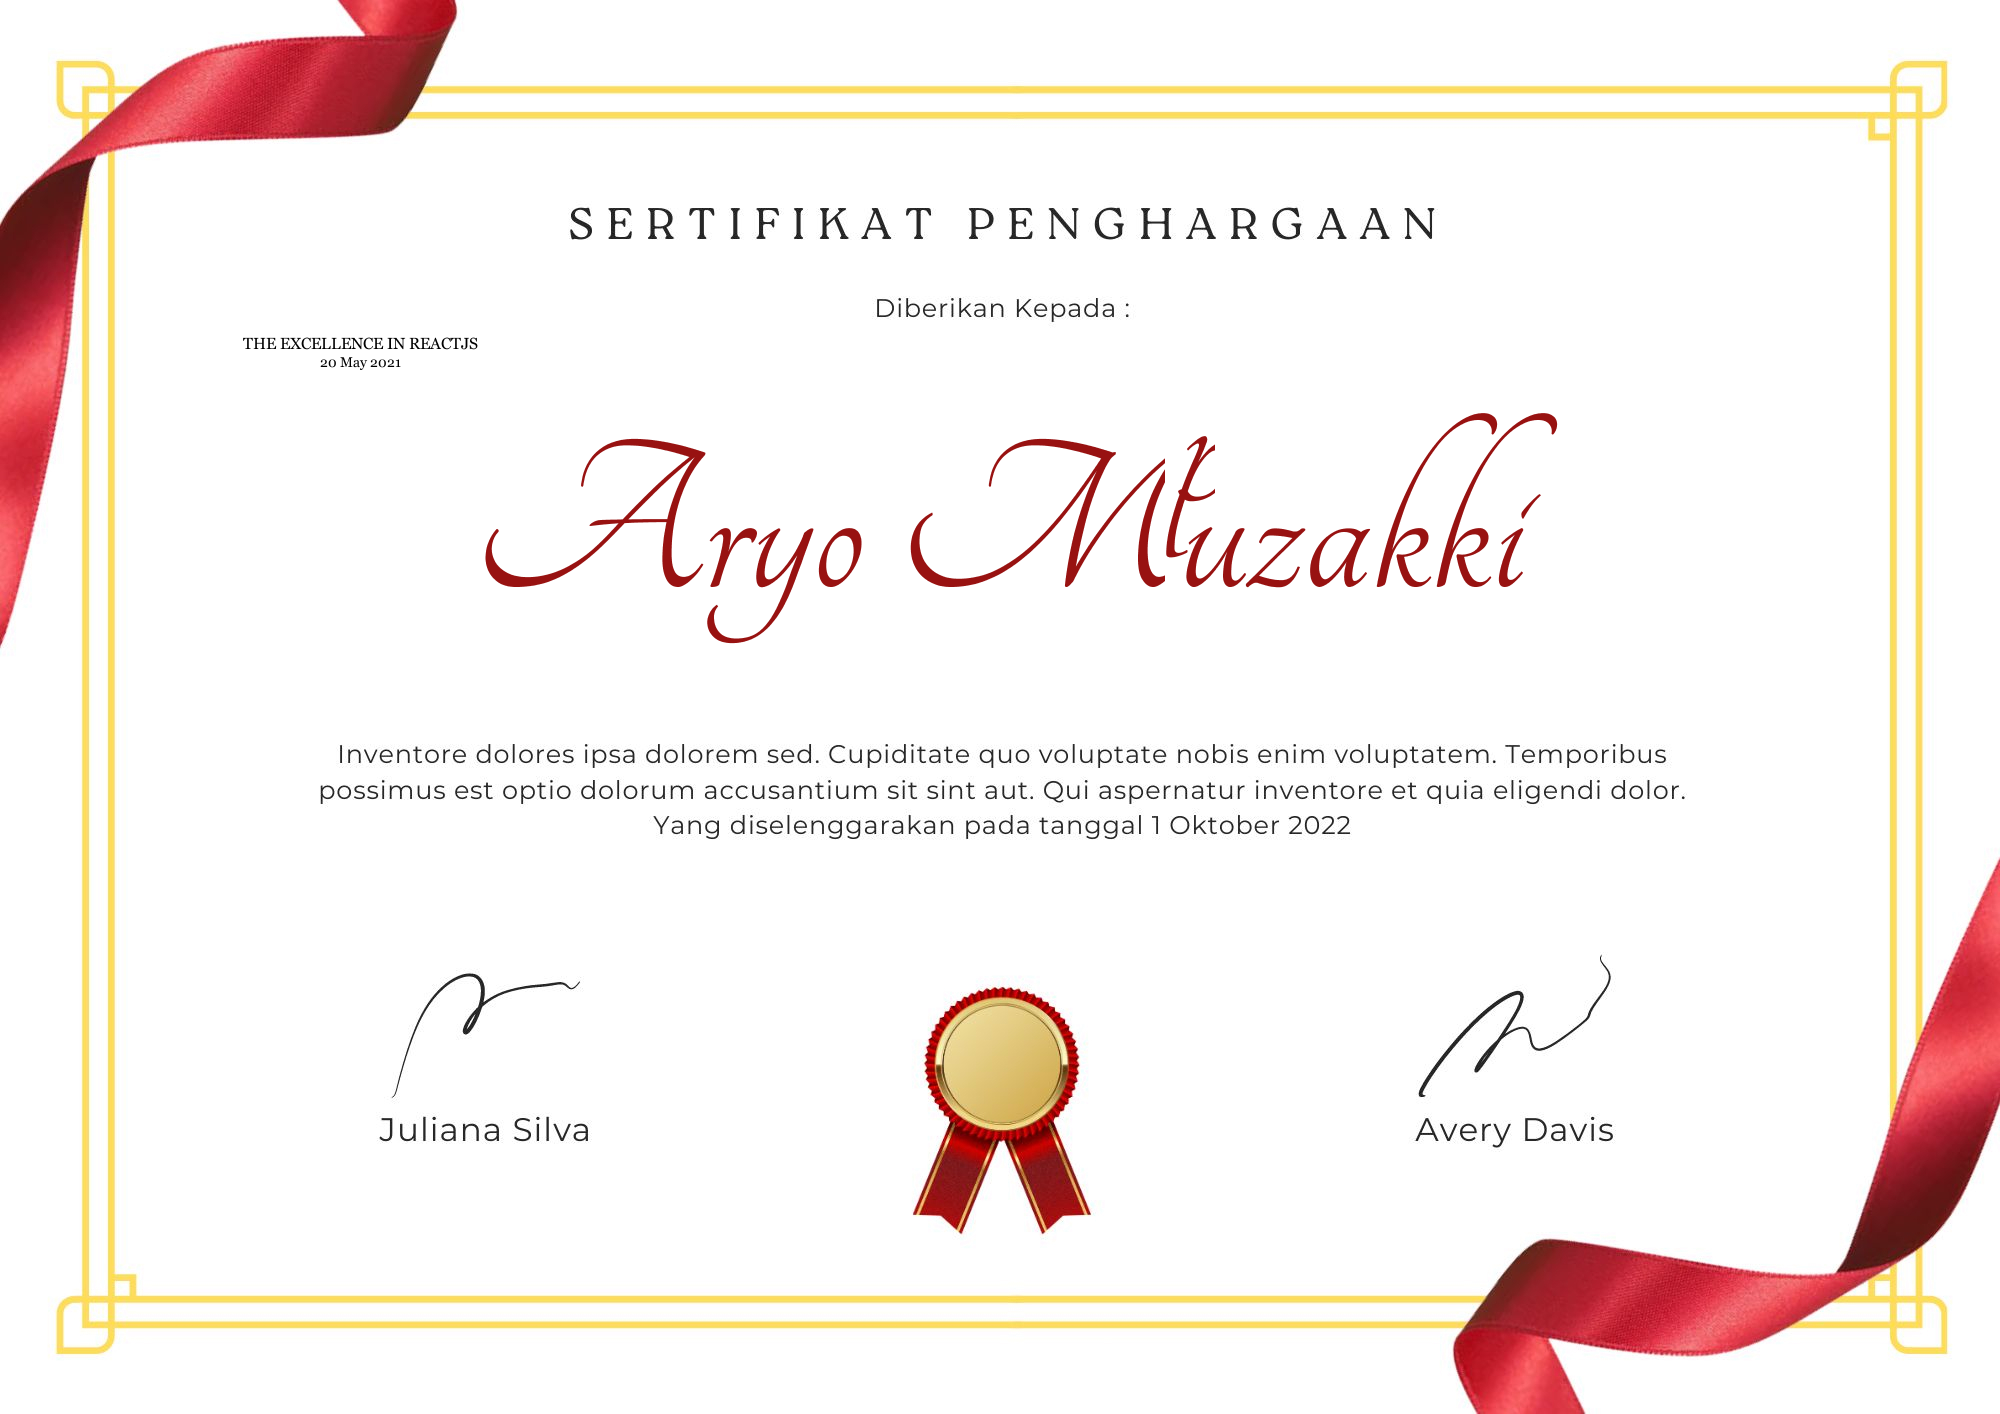 SERTIFIKAT PENGHARGAAN
Diberikan Kepada :
THE EXCELLENCE IN REACTJS
20 May 2021
Aryo Muzakki
Inventore dolores ipsa dolorem sed. Cupiditate quo voluptate nobis enim voluptatem. Temporibus
possimus est optio dolorum accusantium sit sint aut. Qui aspernatur inventore et quia eligendi dolor.
Yang diselenggarakan pada tanggal 1 Oktober 2022
Juliana Silva
Avery Davis